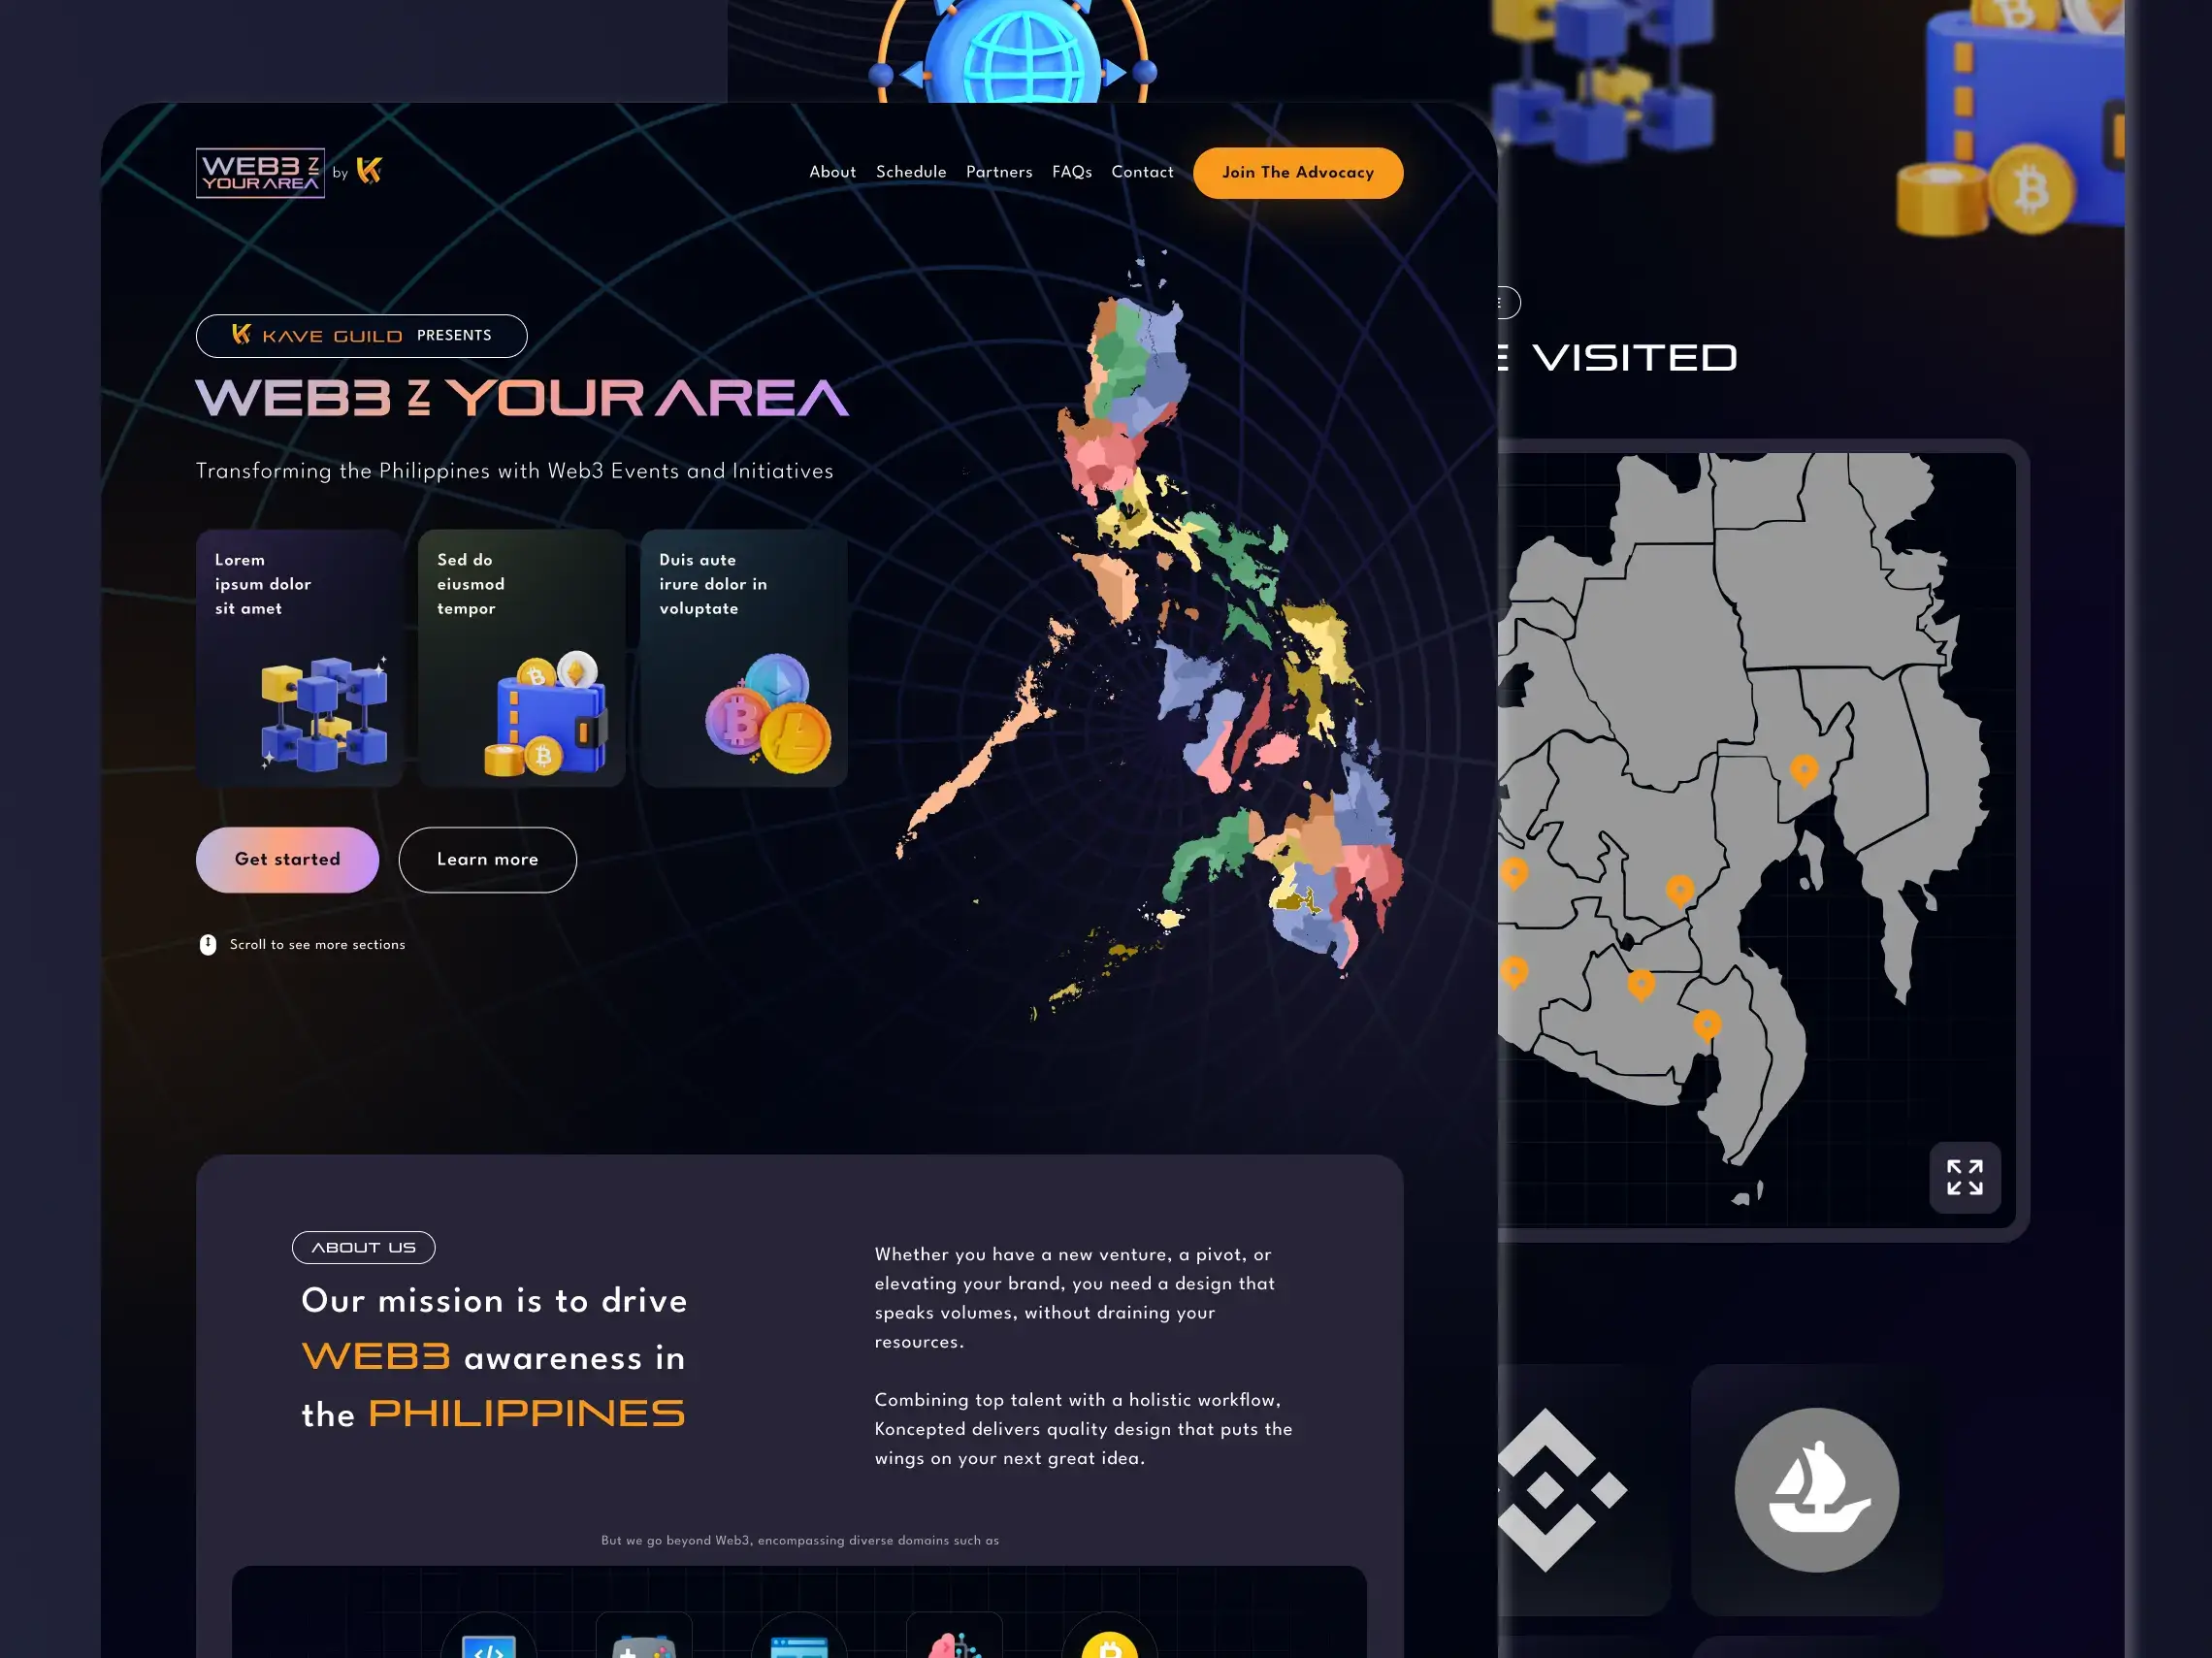 WEB3 Z
YOUR AREA
by
About Schedule Partners FAQs Contact Join The Advocacy
KAVE GUILD PRESENTS
WEB3 Z YOUR AREA
Transforming the Philippines with Web3 Events and Initiatives
Lorem
ipsum dolor
sit amet
Sed do
eiusmod
tempor
Duis aute
irure dolor in
voluptate
Get started
Learn more
Scroll to see more sections
ABOUT US
Our mission is to drive
WEB3 awareness in
the PHILIPPINES
Whether you have a new venture, a pivot, or
elevating your brand, you need a design that
speaks volumes, without draining your
resources.
Combining top talent with a holistic workflow,
Koncepted delivers quality design that puts the
wings on your next great idea.
But we go beyond Web3, encompassing diverse domains such as
VISITED